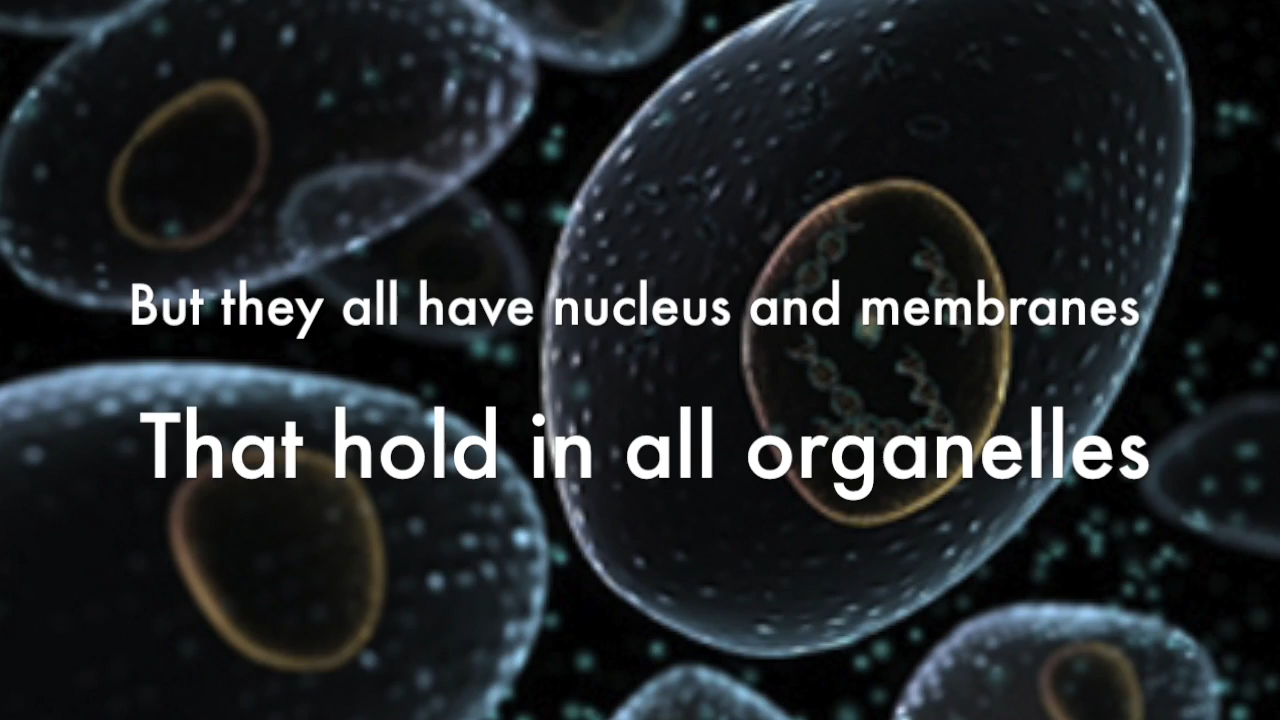 But they all have nucleus and membranes
That hold in all organelles